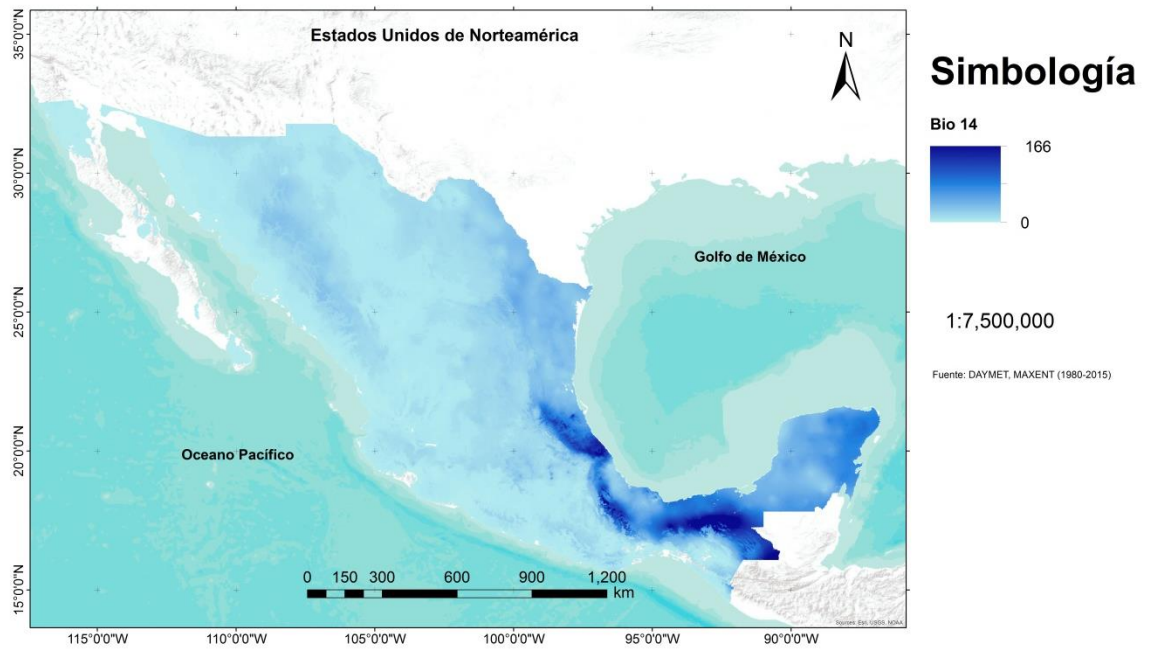 Estados Unidos de Norteamérica
N
Golfo de México
Oceano Pacífico
0 150 300 600 900 1,200
km
35°0'0"N
30°0'0"N
25°0'0"N
20°0'0"N
15°0'0"N
115°0'0"W 110°0'0"W 105°0'0"W 100°0'0"W 95°0'0"W 90°0'0"W
Sources: Esri, USGS, NOAA
Simbología
Bio 14
166
0
1:7,500,000
Fuente: DAYMET, MAXENT (1980-2015)